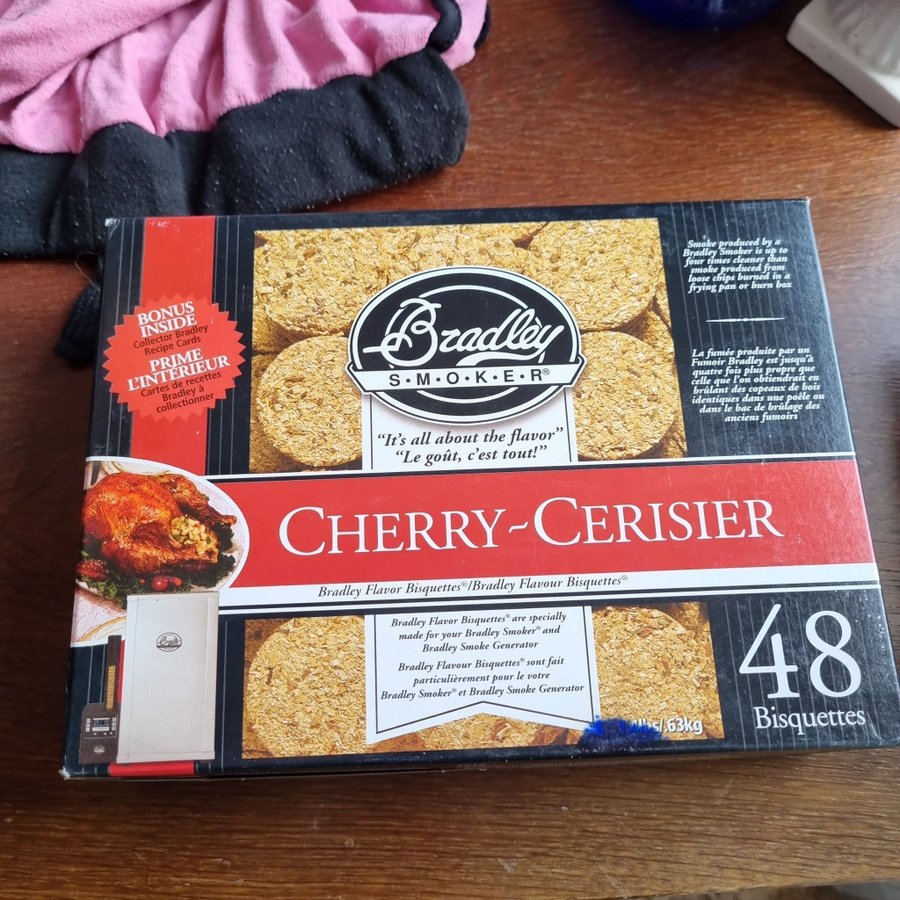 BONUS
INSIDE
Collector Bradley
Recipe Cards
PRIME
L'INTÉRIEUR
Cartes de recettes
Bradley à
collectionner
Bradley
S·M·O·K·E·R®
"It's all about the flavor"
"Le goût, c'est tout!"
Smoke produced by a
Bradley Smoker is up to
four times cleaner than
smoke produced from
loose chips burned in a
frying pan or burn box
La fumée produite par un
Fumoir Bradley est jusqu'à
quatre fois plus propre que
celle que l'on obtiendrait en
brûlant des copeaux de bois
identiques dans une poêle ou
dans le bac de brûlage des
anciens fumoirs
CHERRY~CERISIER
Bradley Flavor Bisquettes®/Bradley Flavour Bisquettes®
Bradley Flavor Bisquettes® are specially
made for your Bradley Smoker® and
Bradley Smoke Generator
Bradley Flavour Bisquettes® sont fait
particulièrement pour le votre
Bradley Smoker® et Bradley Smoke Generator
48
Bisquettes
.63kg
Bradley